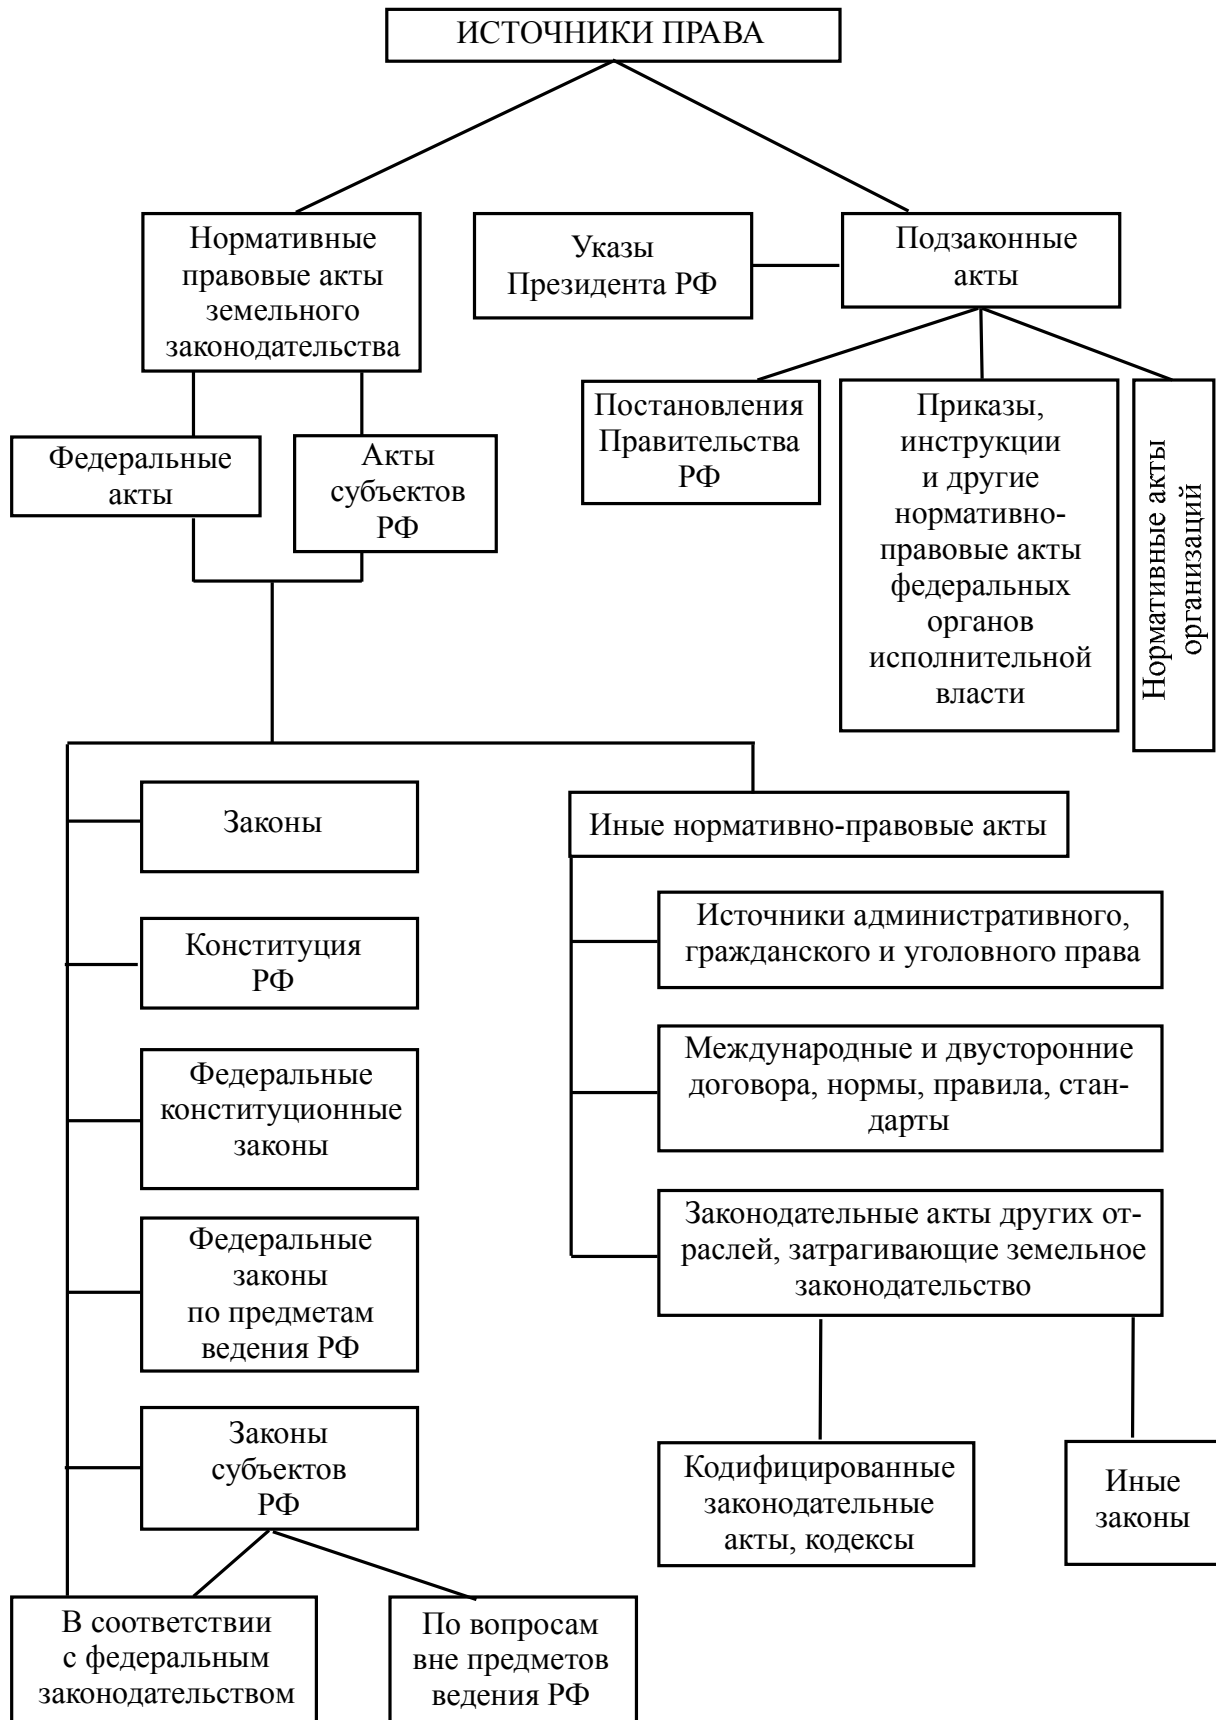 ИСТОЧНИКИ ПРАВА
Нормативные
правовые акты
земельного
законодательства
Указы
Президента РФ
Подзаконные
акты
Федеральные
акты
Акты
субъектов
РФ
Постановления
Правительства
РФ
Приказы,
инструкции
и другие
нормативно-
правовые акты
федеральных
органов
исполнительной
власти
Нормативные акты
организаций
Законы
Конституция
РФ
Федеральные
конституционные
законы
Федеральные
законы
по предметам
ведения РФ
Законы
субъектов
РФ
В соответствии
с федеральным
законодательством
По вопросам
вне предметов
ведения РФ
Иные нормативно-правовые акты
Источники административного,
гражданского и уголовного права
Международные и двусторонние
договора, нормы, правила, стан-
дарты
Законодательные акты других от-
раслей, затрагивающие земельное
законодательство
Кодифицированные
законодательные
акты, кодексы
Иные
законы